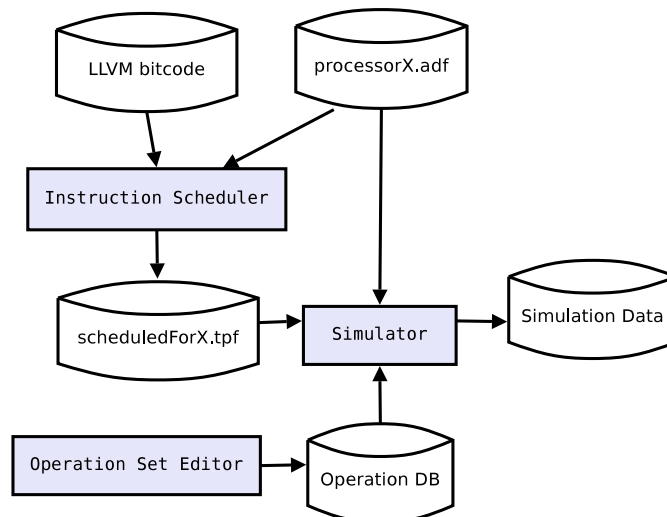 LLVM bitcode
processorX.adf
Instruction Scheduler
scheduledForX.tpf
Simulator
Simulation Data
Operation Set Editor
Operation DB